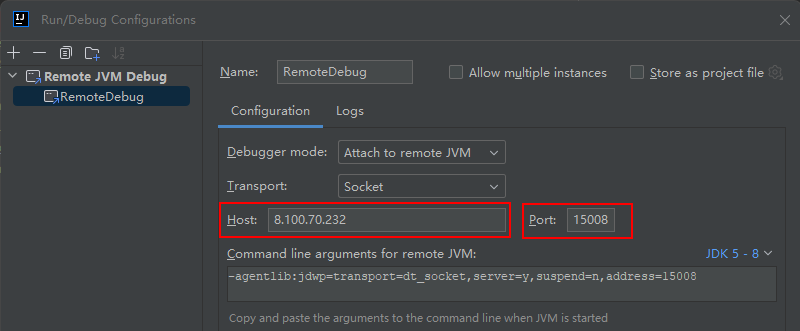 IJ
Run/Debug Configurations
Remote JVM Debug
RemoteDebug
Name: RemoteDebug Allow multiple instances Store as project file
Configuration Logs
Debugger mode: Attach to remote JVM
Transport: Socket
Host: 8.100.70.232 Port: 15008
Command line arguments for remote JVM: JDK 5 - 8
-agentlib:jdwp=transport=dt_socket,server=y,suspend=n,address=15008
Copy and paste the arguments to the command line when JVM is started